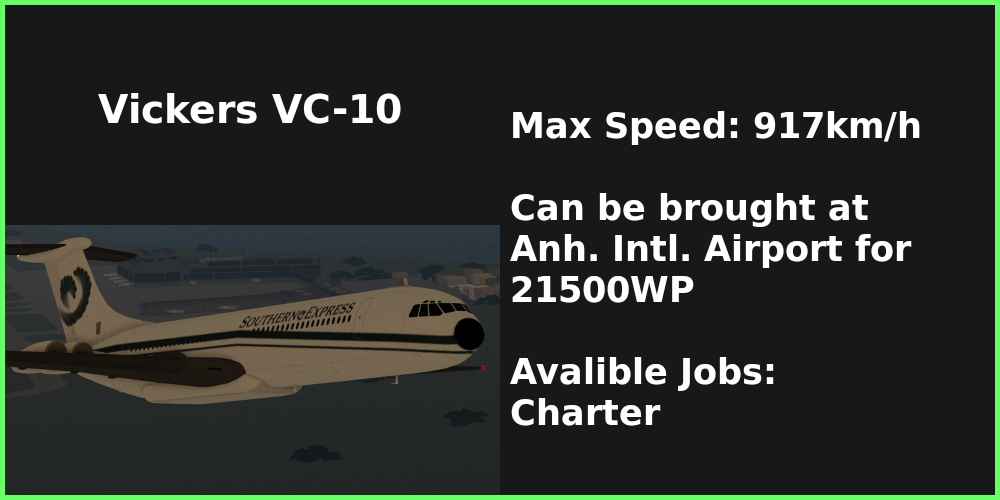 Vickers VC-10
Max Speed: 917km/h
Can be brought at
Anh. Intl. Airport for
21500WP
Avalible Jobs:
Charter
SOUTHERN EXPRESS